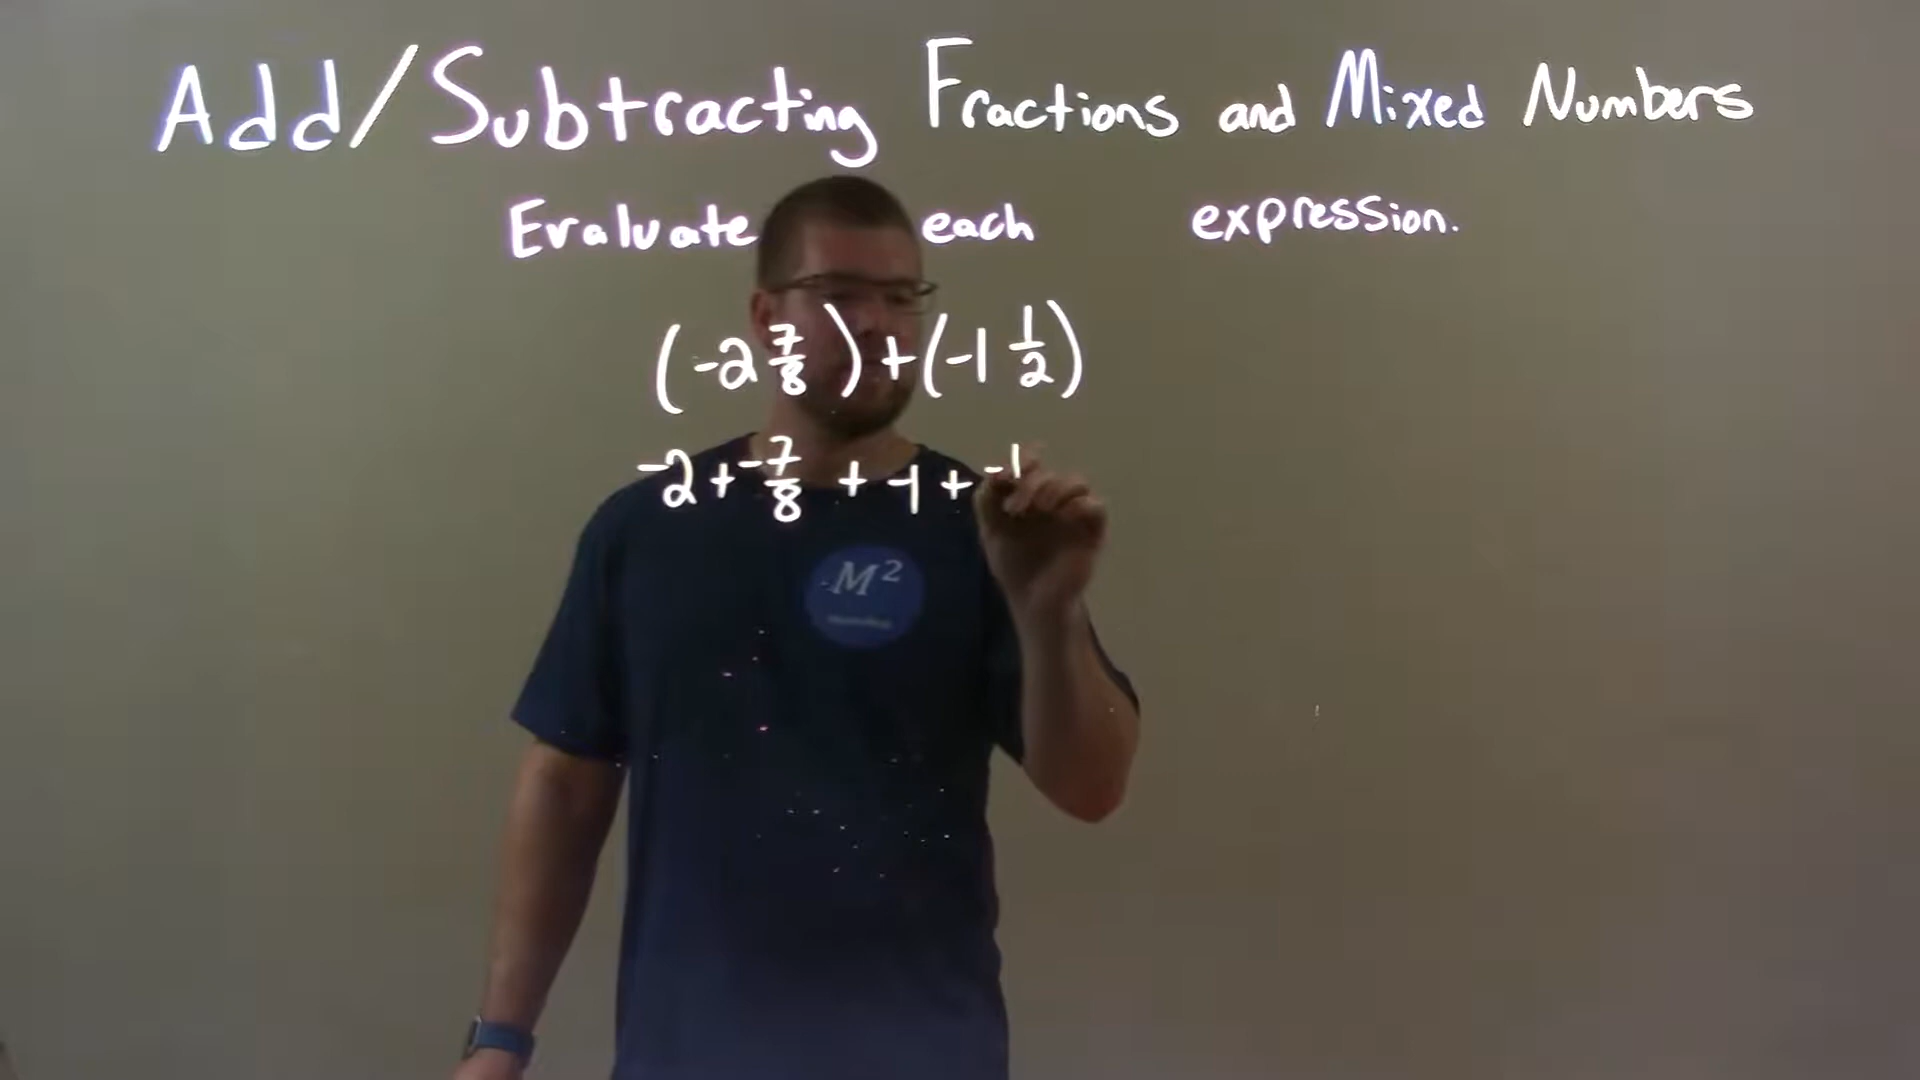 Add/Subtracting Fractions and Mixed Numbers
Evaluate each expression.
(-2 7/8) + (-1 1/2)
-2 + -7/8 + -1 + -1
M²